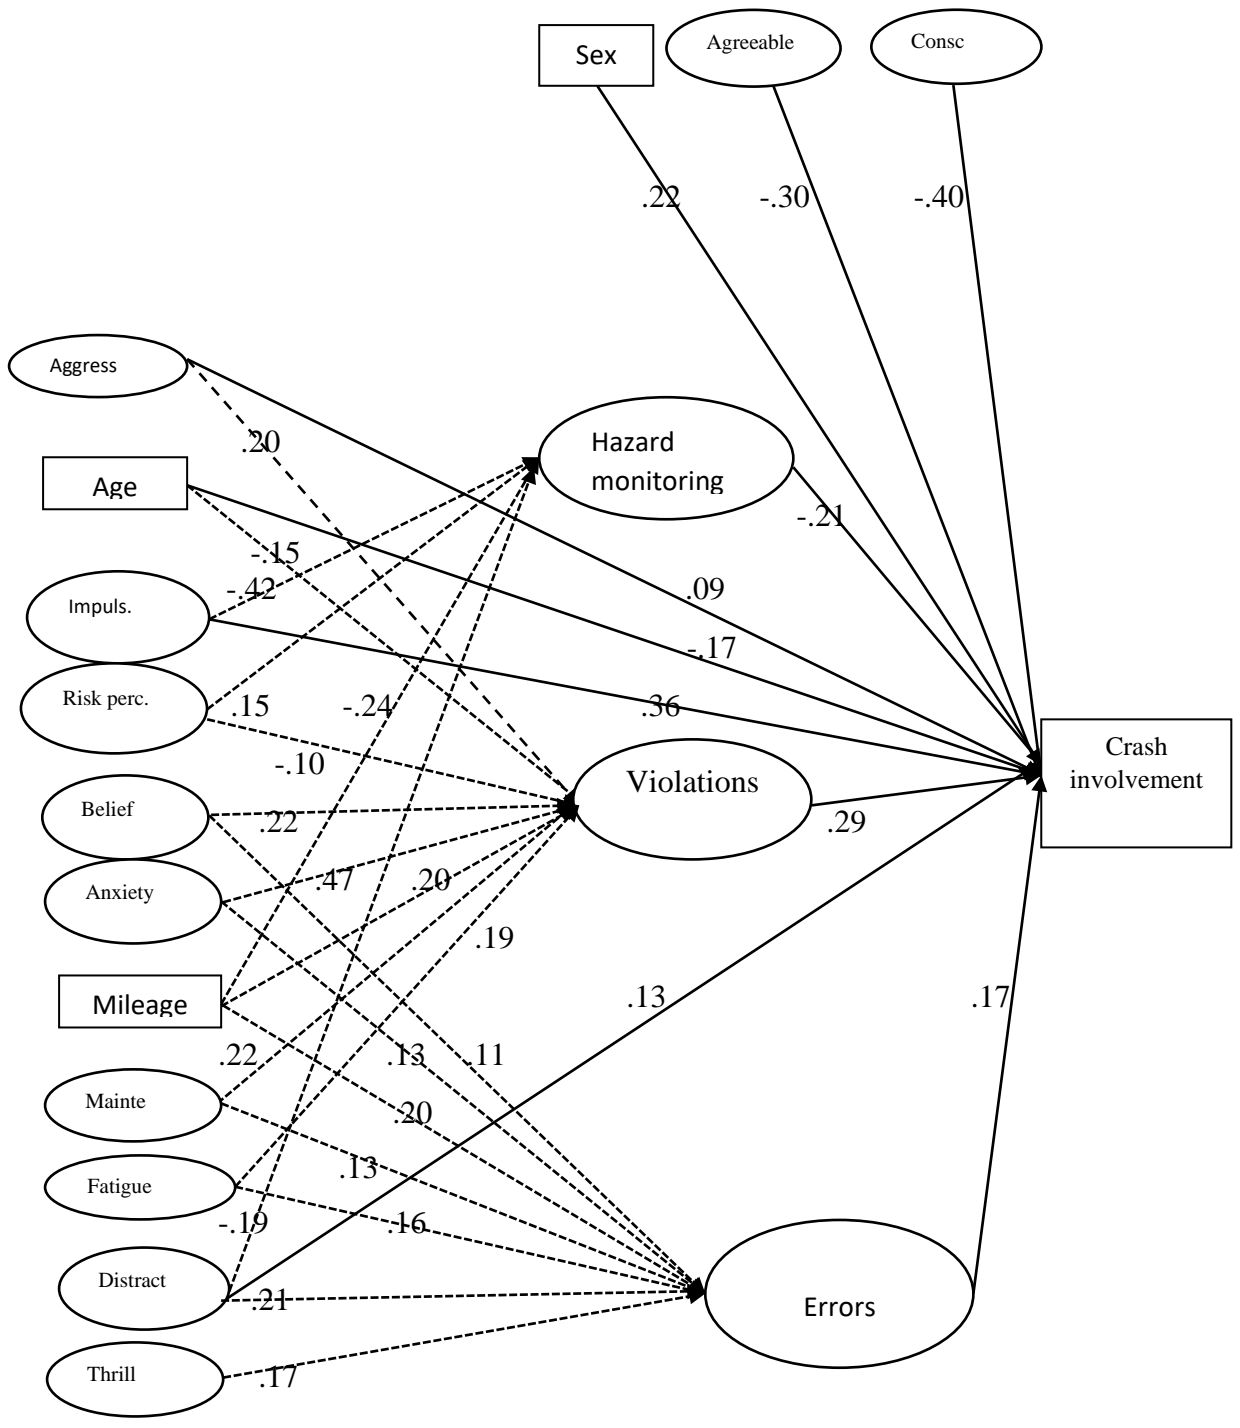 Sex
Agreeable
Consc
.22
-.30
-.40
Aggress
.20
Hazard
monitoring
Age
-.21
-.15
-.42
.09
Impuls.
-.17
Risk perc.
.15
-.24
.36
-.10
Violations
Crash
involvement
Belief
.22
.29
Anxiety
.47
.20
.19
Mileage
.13
.17
.22
.13
.11
Mainte
.20
.13
Fatigue
-.19
.16
Distract
.21
Errors
Thrill
.17